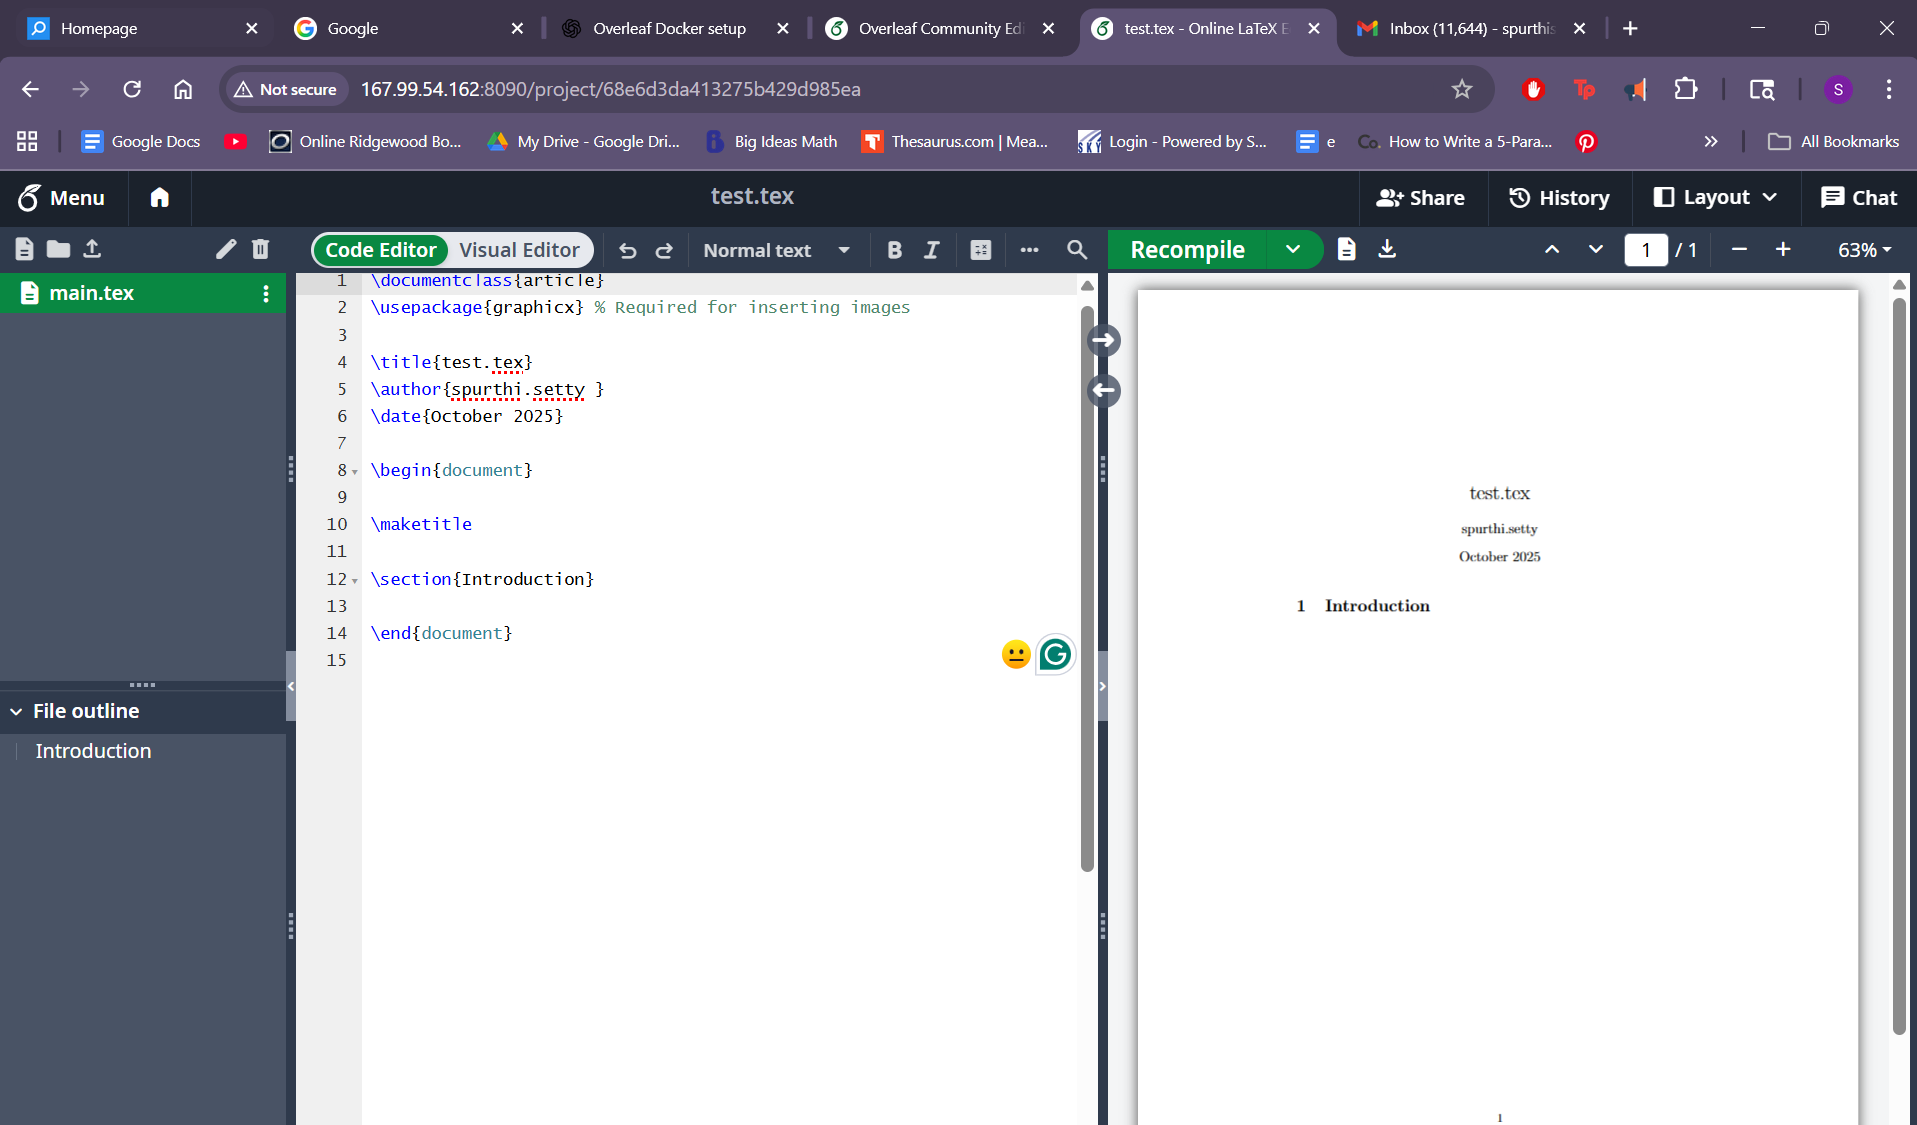 Homepage
Google
Overleaf Docker setup
Overleaf Community Edi
test.tex - Online LaTeX E
Inbox (11,644) - spurthis
Not secure
167.99.54.162:8090/project/68e6d3da413275b429d985ea
Tp
S
Google Docs
Online Ridgewood Bo...
My Drive - Google Dri...
Big Ideas Math
Thesaurus.com | Mea...
SKY
Login - Powered by S...
e
Co.
How to Write a 5-Para...
All Bookmarks
Menu
test.tex
Share
History
Layout
Chat
Code Editor
Visual Editor
Normal text
B
I
Recompile
1 / 1
63%
main.tex
1 \documentclass{article}
2 \usepackage{graphicx} % Required for inserting images
3
4 \title{test.tex}
5 \author{spurthi.setty }
6 \date{October 2025}
7
8 \begin{document}
9
10 \maketitle
11
12 \section{Introduction}
13
14 \end{document}
15
File outline
Introduction
test.tex
spurthi.setty
October 2025
1 Introduction
1